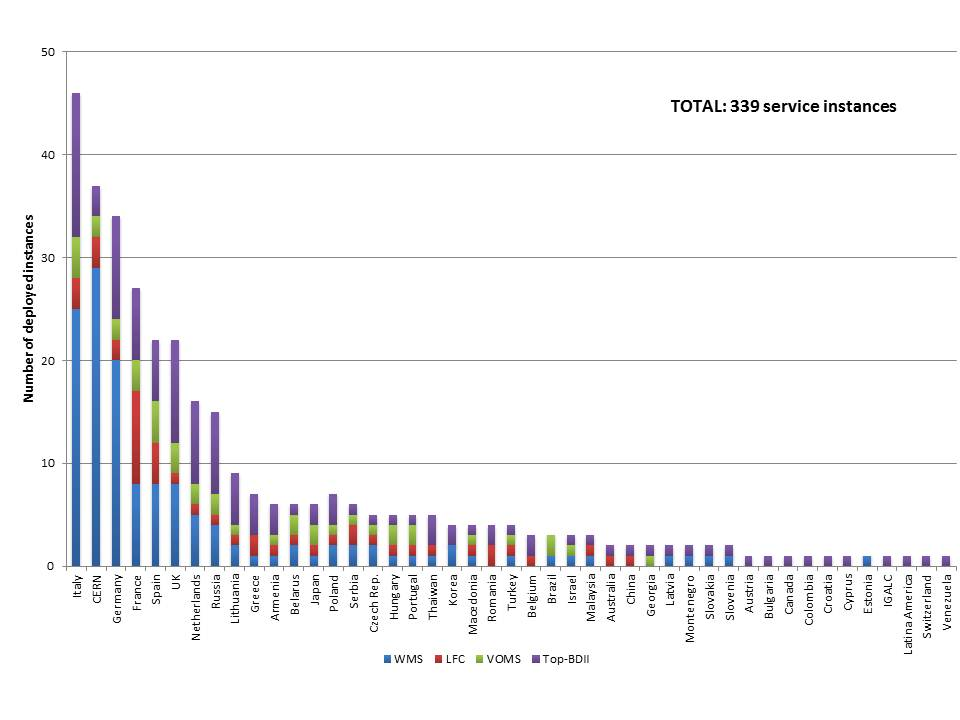 50
TOTAL: 339 service instances
40
30
20
10
0
Number of deployed instances
Italy
CERN
Germany
France
Spain
UK
Netherlands
Russia
Lithuania
Greece
Armenia
Belarus
Japan
Poland
Serbia
Czech Rep.
Hungary
Portugal
Thaiwan
Korea
Macedonia
Romania
Turkey
Belgium
Brazil
Israel
Malaysia
Australia
China
Georgia
Latvia
Montenegro
Slovakia
Slovenia
Austria
Bulgaria
Canada
Colombia
Croatia
Cyprus
Estonia
IGALC
Latina America
Switzerland
Venezuela
WMS LFC VOMS Top-BDII